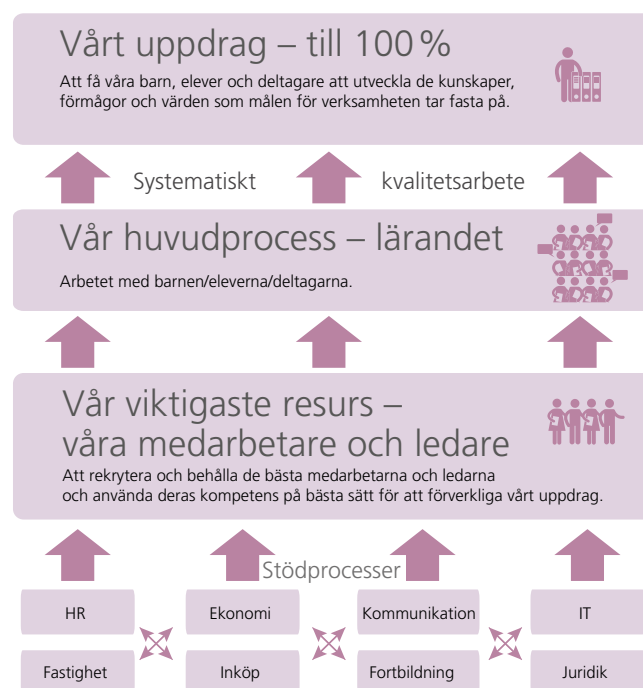 Vårt uppdrag – till 100 %
Att få våra barn, elever och deltagare att utveckla de kunskaper,
förmågor och värden som målen för verksamheten tar fasta på.
Systematiskt kvalitetsarbete
Vår huvudprocess – lärandet
Arbetet med barnen/eleverna/deltagarna.
Vår viktigaste resurs –
våra medarbetare och ledare
Att rekrytera och behålla de bästa medarbetarna och ledarna
och använda deras kompetens på bästa sätt för att förverkliga vårt uppdrag.
Stödprocesser
HR Ekonomi Kommunikation IT
Fastighet Inköp Fortbildning Juridik